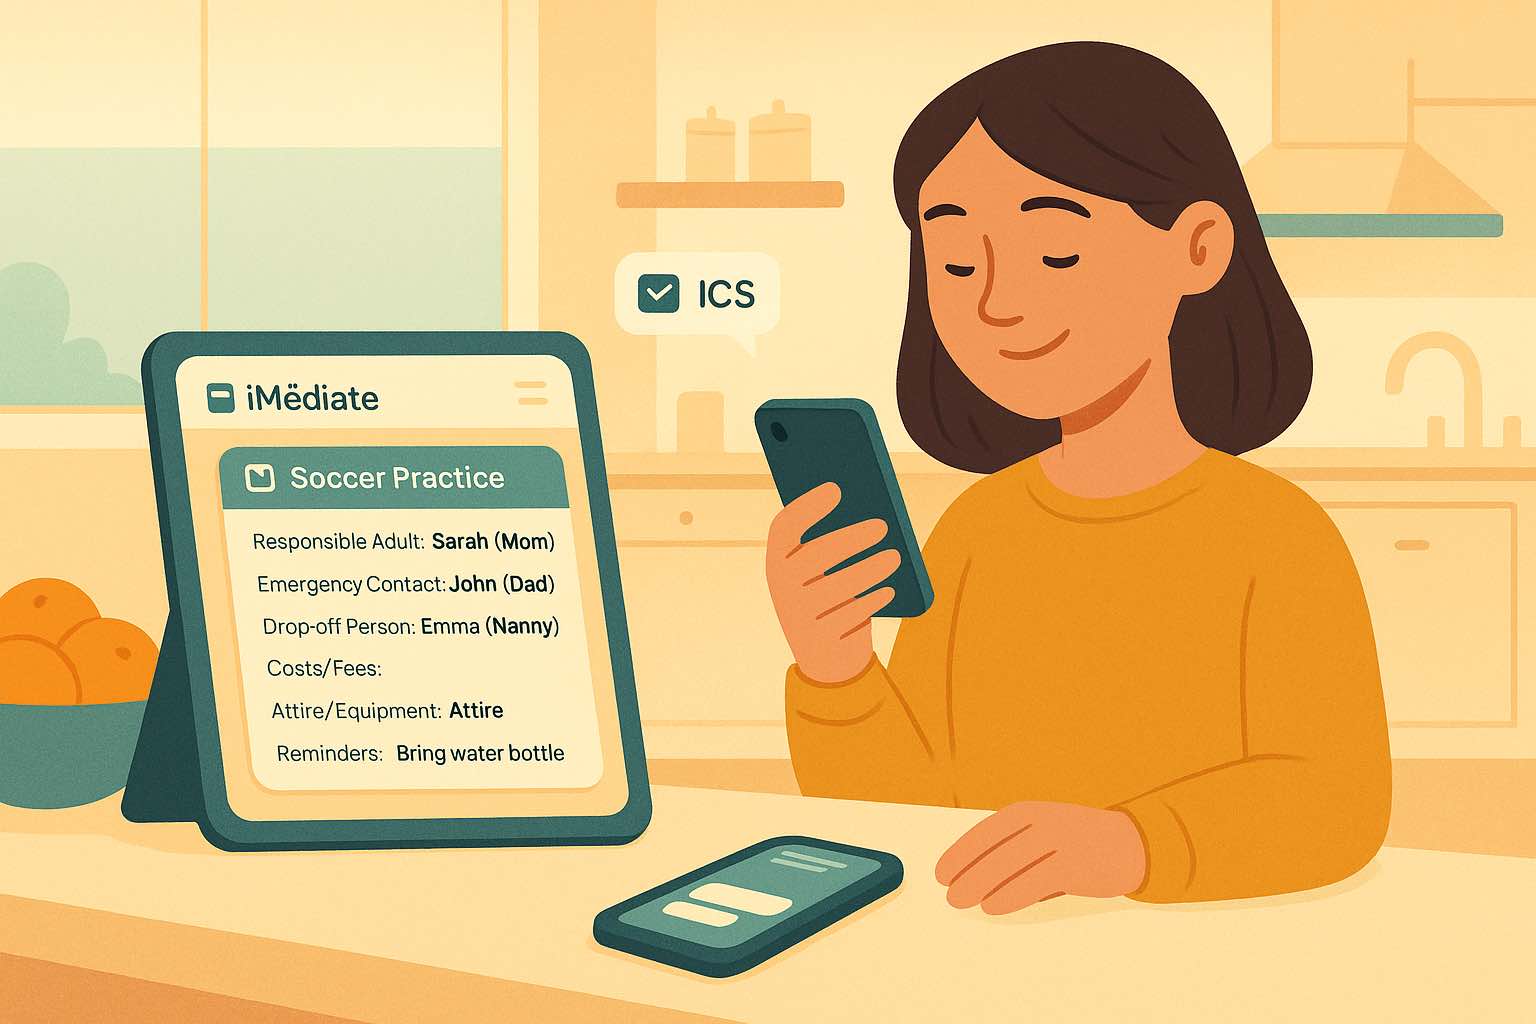 ICS
iMëdiate
Soccer Practice
Responsible Adult: Sarah (Mom)
Emergency Contact: John (Dad)
Drop-off Person: Emma (Nanny)
Costs/Fees:
Attire/Equipment: Attire
Reminders: Bring water bottle